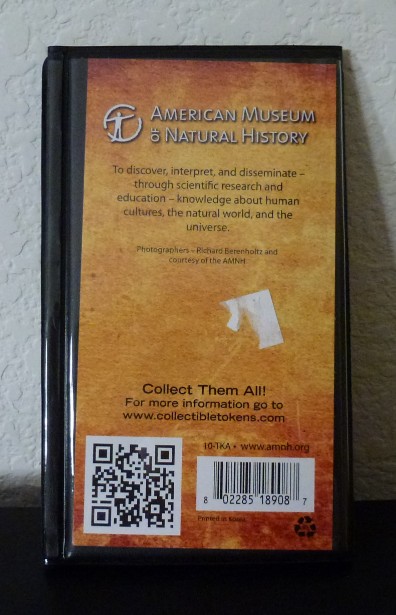 AMERICAN MUSEUM
OF NATURAL HISTORY
To discover, interpret, and disseminate –
through scientific research and
education – knowledge about human
cultures, the natural world, and the
universe.
Photographers – Richard Berenholtz and
courtesy of the AMNH
Collect Them All!
For more information go to
www.collectibletokens.com
10-TKA • www.amnh.org
8 02285 18908 7
Printed in Korea